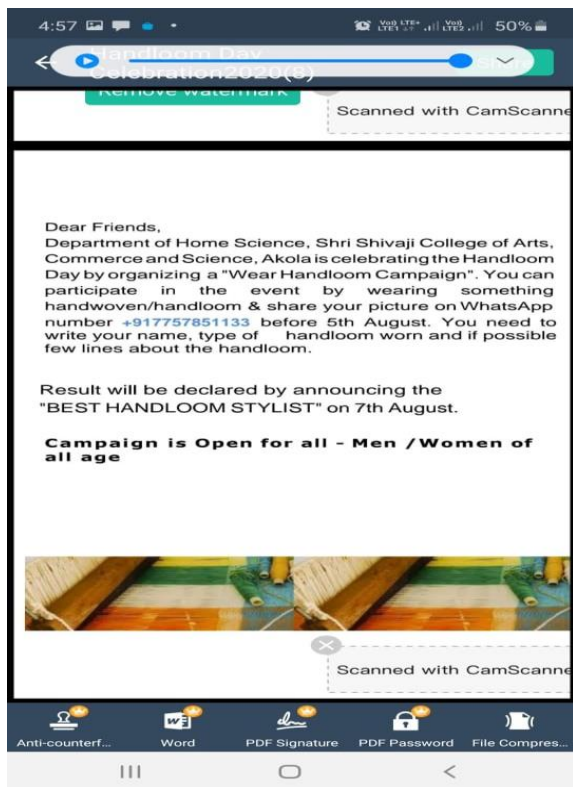 4:57
Vo)) LTE1 LTE+ Vo)) LTE2 50%
Handloom Day
Celebration2020(8)
Share
Remove watermark
Scanned with CamScanne
Dear Friends,
Department of Home Science, Shri Shivaji College of Arts,
Commerce and Science, Akola is celebrating the Handloom
Day by organizing a "Wear Handloom Campaign". You can
participate in the event by wearing something
handwoven/handloom & share your picture on WhatsApp
number +917757851133 before 5th August. You need to
write your name, type of handloom worn and if possible
few lines about the handloom.
Result will be declared by announcing the
"BEST HANDLOOM STYLIST" on 7th August.
Campaign is Open for all - Men /Women of
all age
Scanned with CamScanne
Anti-counterf... Word PDF Signature PDF Password File Compres...